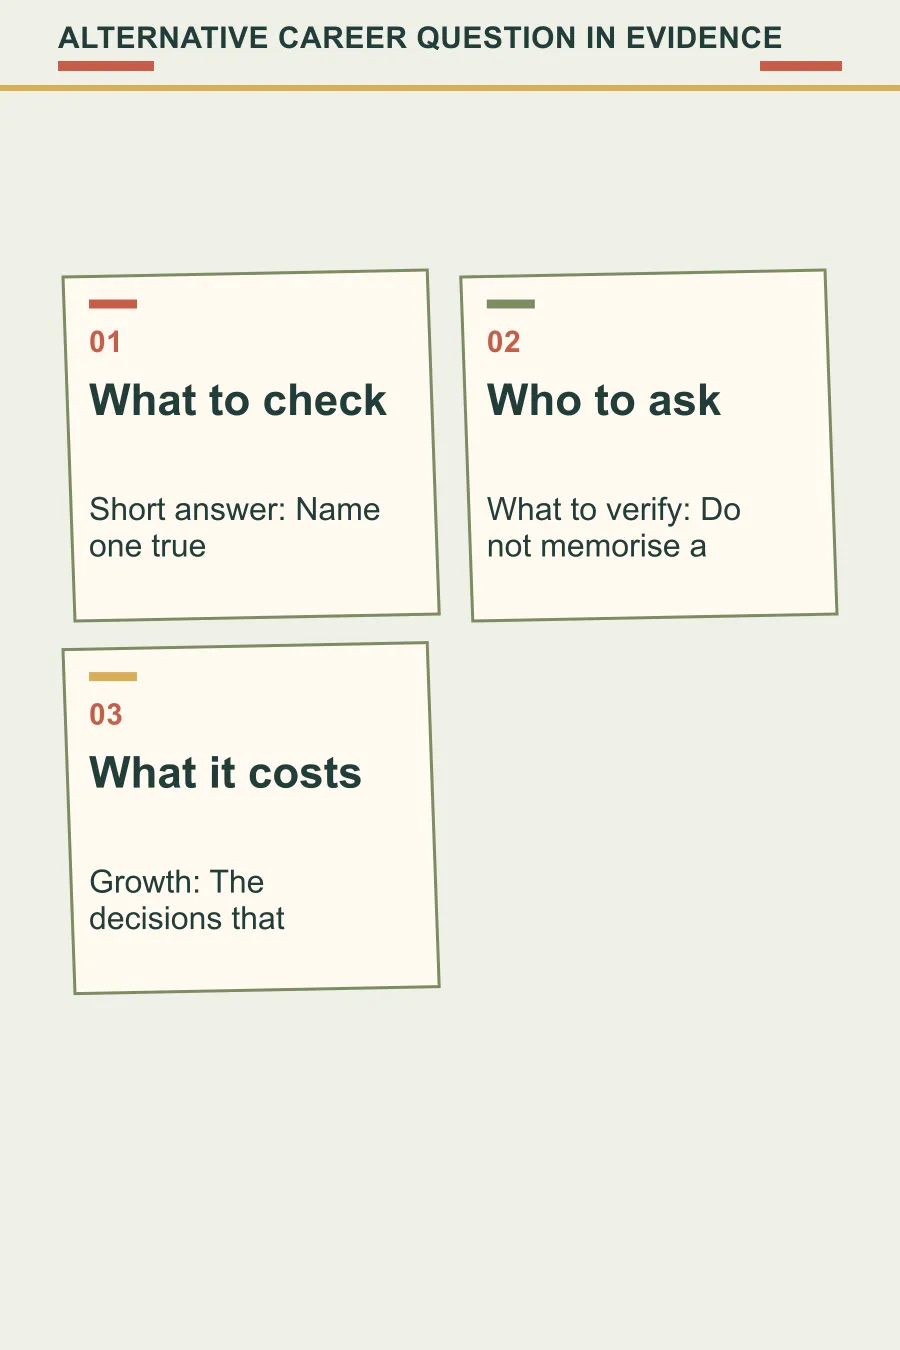 ALTERNATIVE CAREER QUESTION IN EVIDENCE
01
What to check
Short answer: Name
one true
02
Who to ask
What to verify: Do
not memorise a
03
What it costs
Growth: The
decisions that